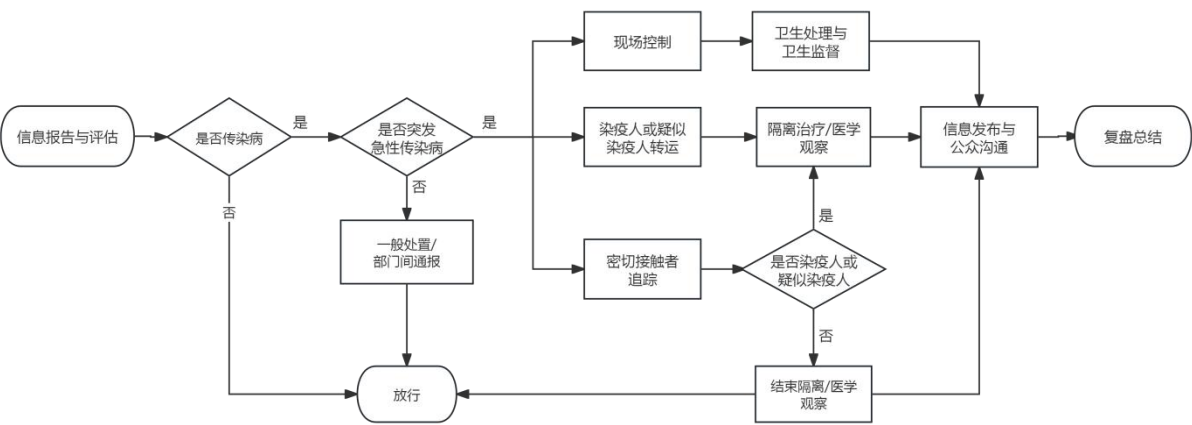 信息报告与评估
是否传染病
是
否
是否突发
急性传染病
是
否
一般处置/
部门间通报
放行
现场控制
卫生处理与
卫生监督
染疫人或疑似
染疫人转运
隔离治疗/医学
观察
密切接触者
追踪
是
是否染疫人或
疑似染疫人
否
结束隔离/医学
观察
信息发布与
公众沟通
复盘总结